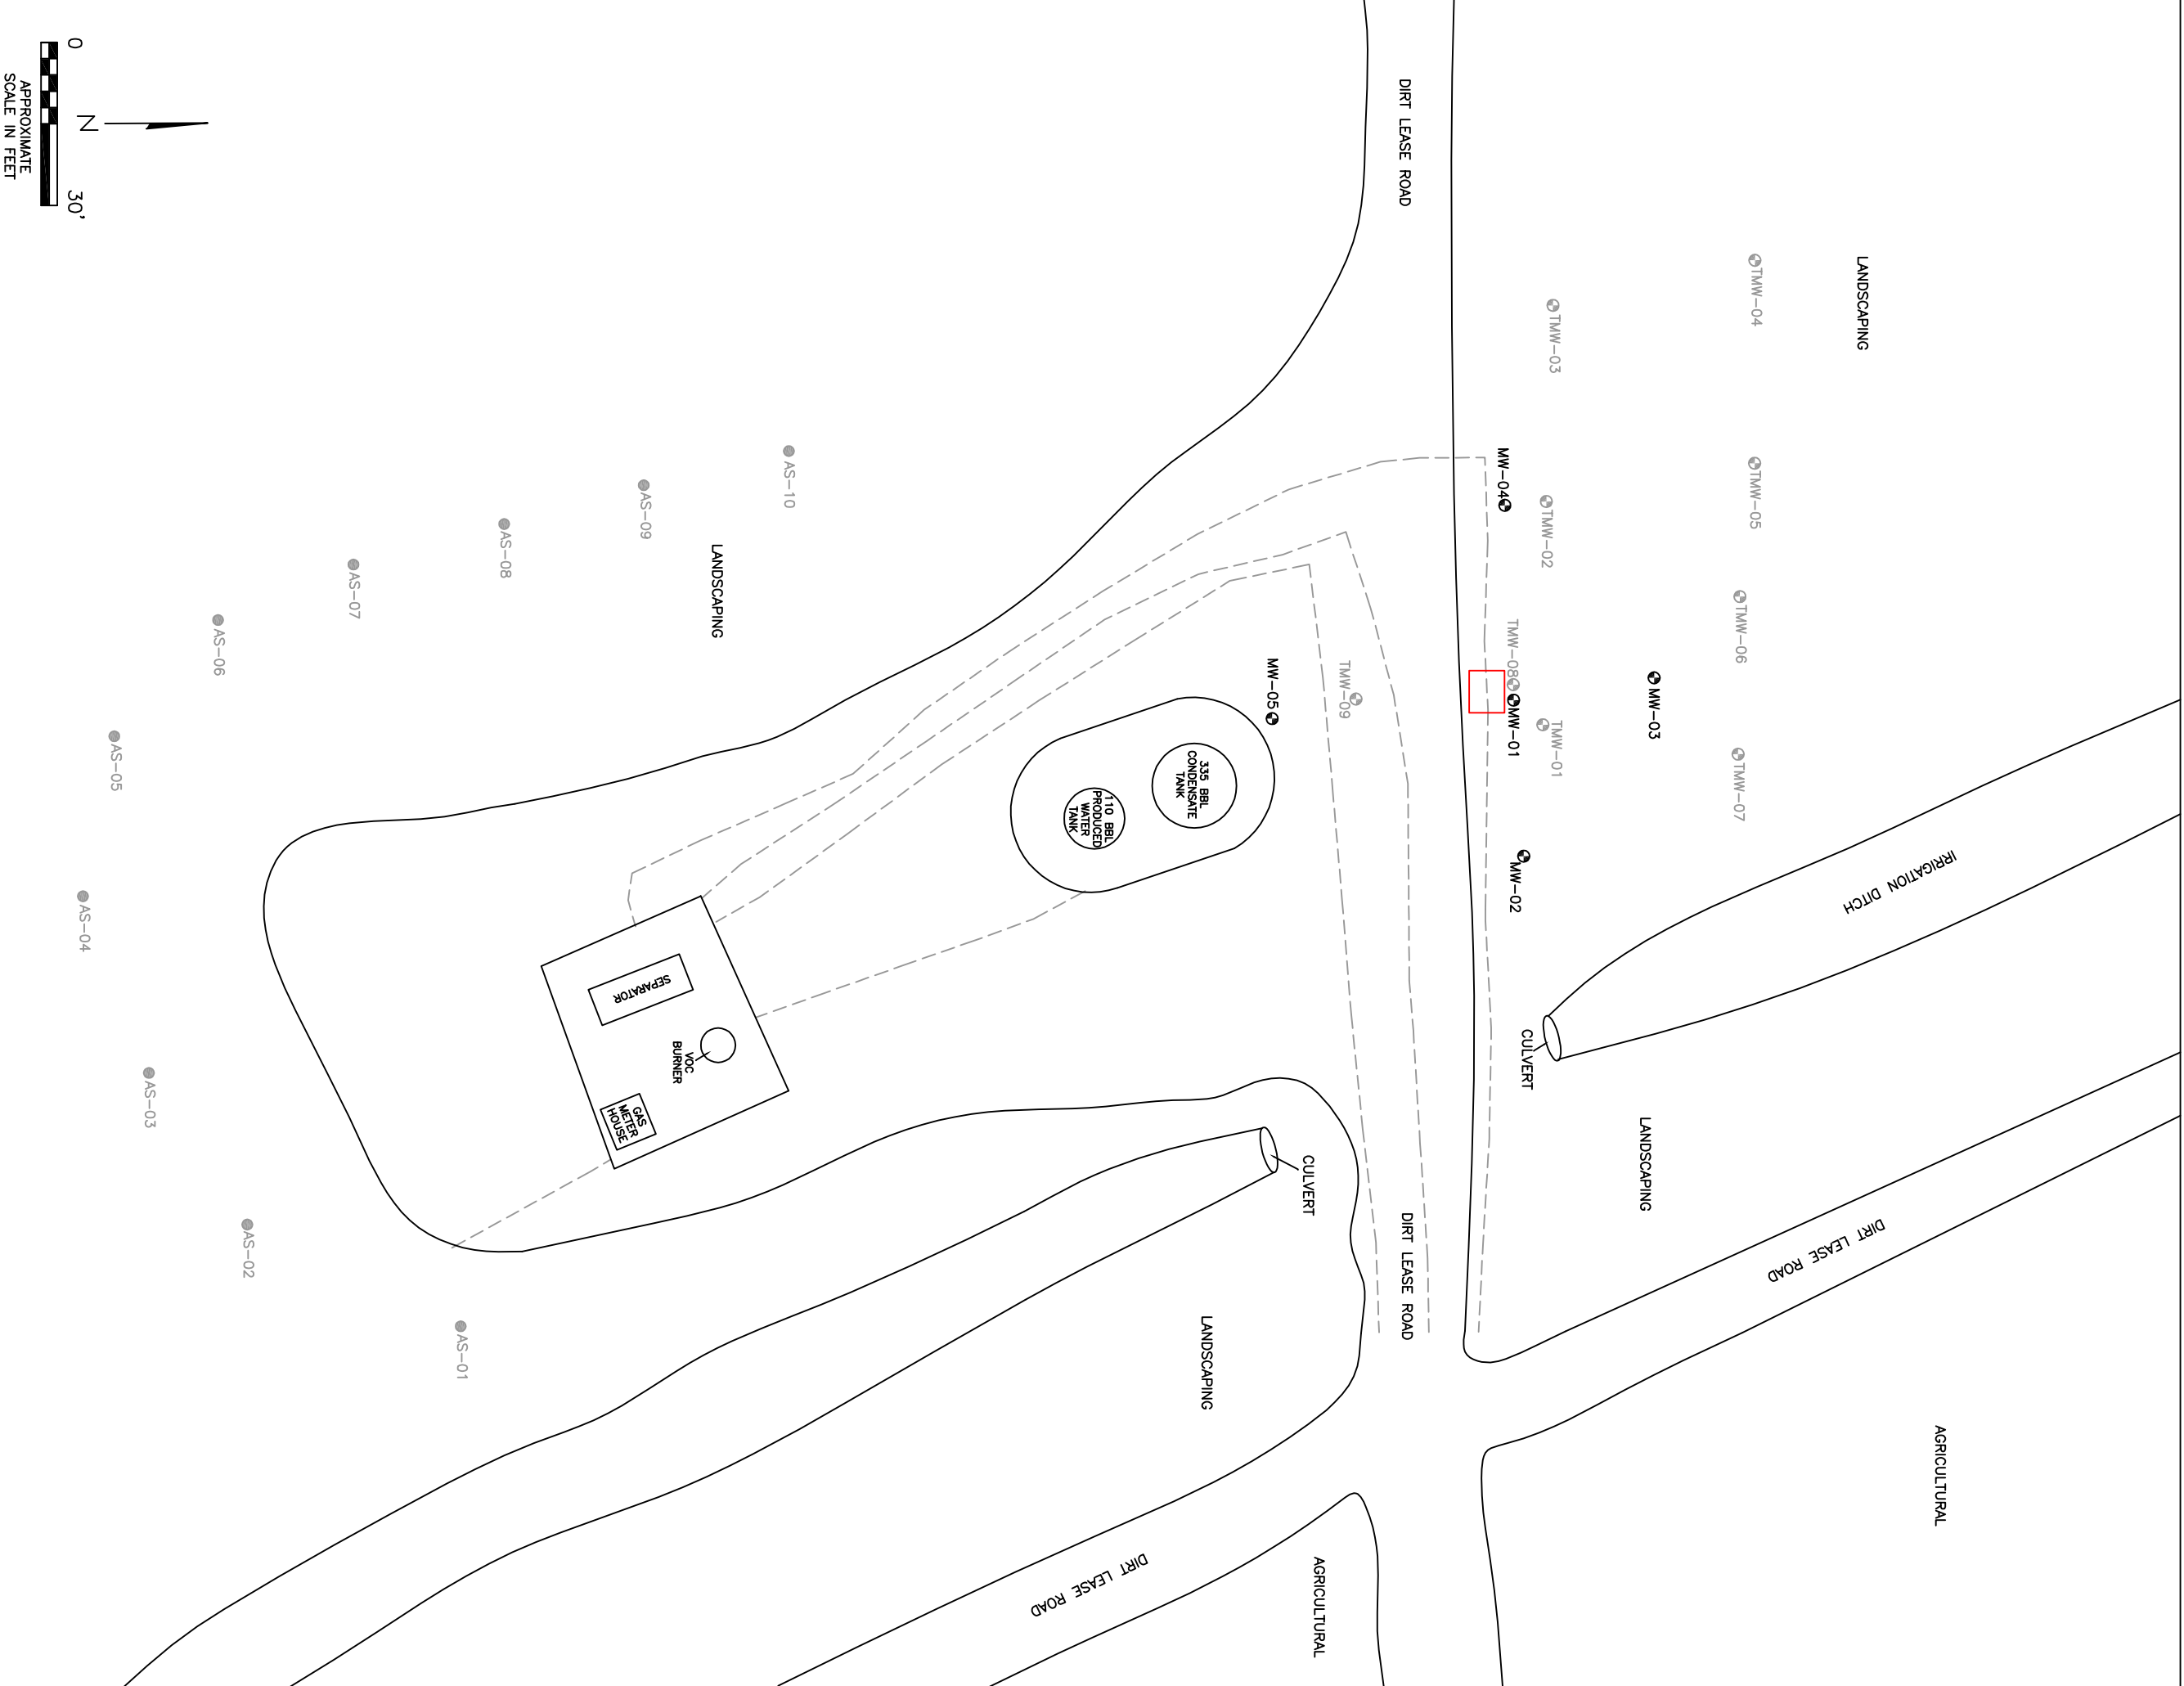 AGRICULTURAL
IRRIGATION DITCH
LANDSCAPING
DIRT LEASE ROAD
TMW-04
TMW-05
TMW-06
TMW-07
MW-03
LANDSCAPING
TMW-03
TMW-02
TMW-01
CULVERT
MW-04
TMW-08
MW-01
MW-02
DIRT LEASE ROAD
DIRT LEASE ROAD
TMW-09
AGRICULTURAL
CULVERT
MW-05
LANDSCAPING
335 BBL
CONDENSATE
TANK
110 BBL
PRODUCED
WATER
TANK
DIRT LEASE ROAD
AS-10
LANDSCAPING
VOC
BURNER
AS-09
SEPARATOR
GAS
METER
HOUSE
AS-08
AS-01
AS-07
AS-02
AS-06
AS-03
AS-05
AS-04
N
0 30'
APPROXIMATE
SCALE IN FEET